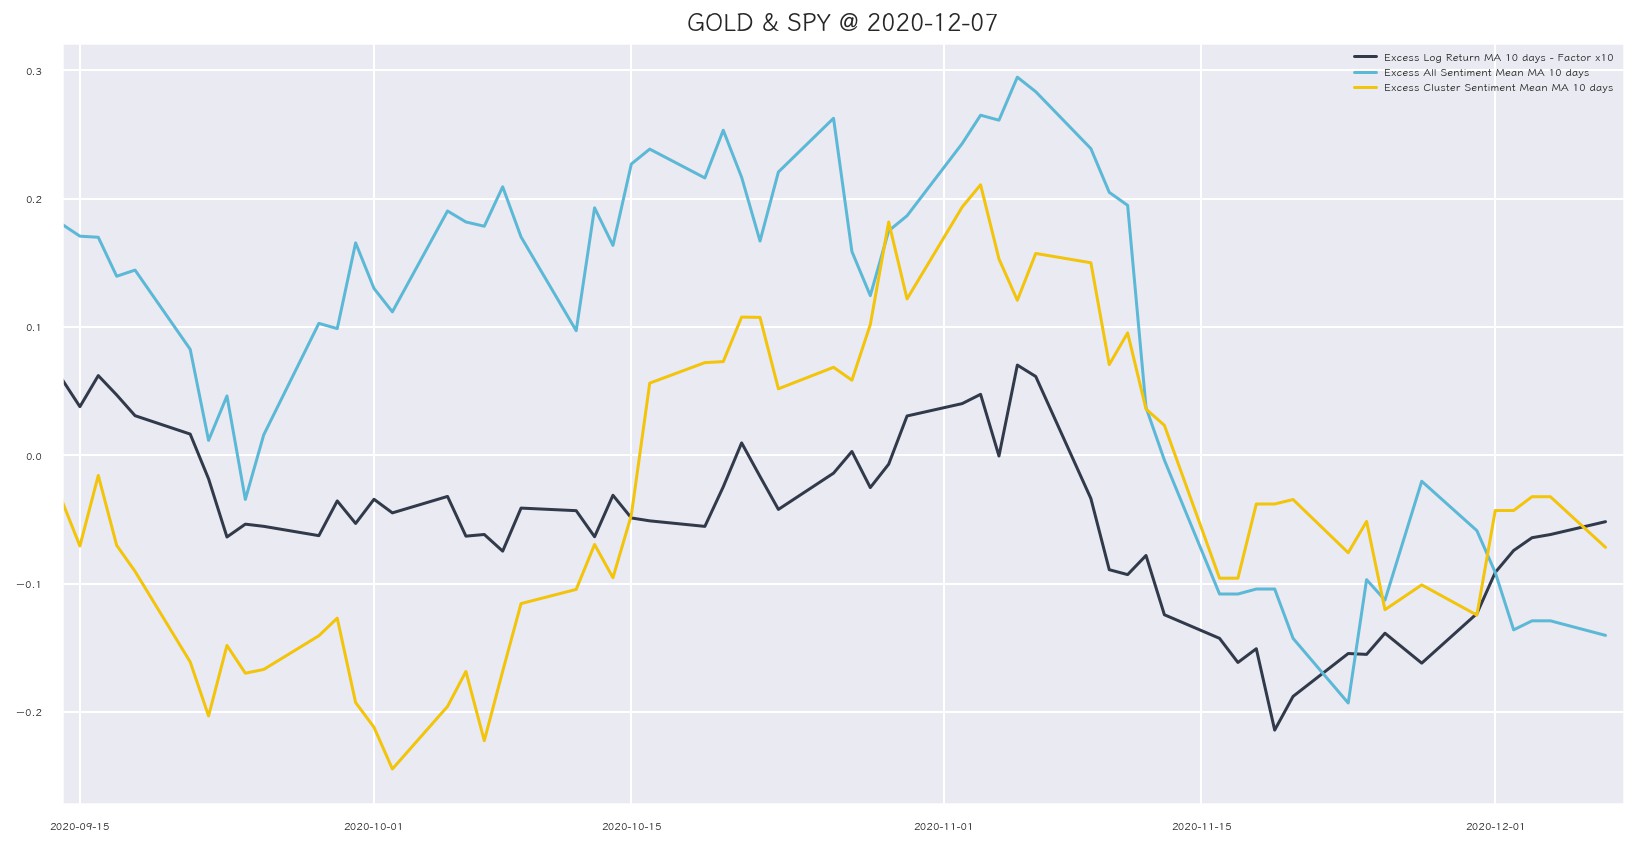 GOLD & SPY @ 2020-12-07
Excess Log Return MA 10 days - Factor x10
Excess All Sentiment Mean MA 10 days
Excess Cluster Sentiment Mean MA 10 days
0.3
0.2
0.1
0.0
−0.1
−0.2
2020-09-15 2020-10-01 2020-10-15 2020-11-01 2020-11-15 2020-12-01